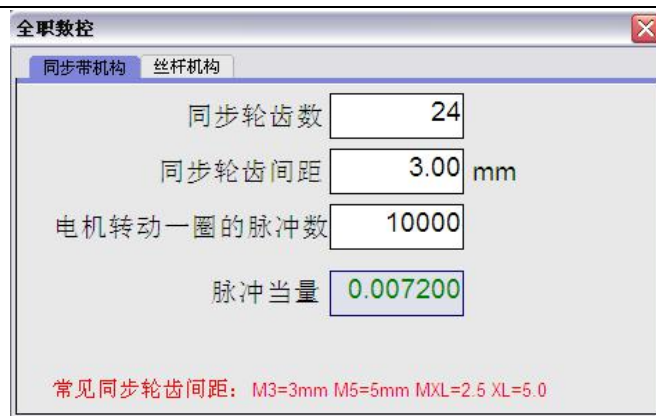 全职数控
同步带机构 丝杆机构
同步轮齿数 24
同步轮齿间距 3.00 mm
电机转动一圈的脉冲数 10000
脉冲当量 0.007200
常见同步轮齿间距：M3=3mm M5=5mm MXL=2.5 XL=5.0